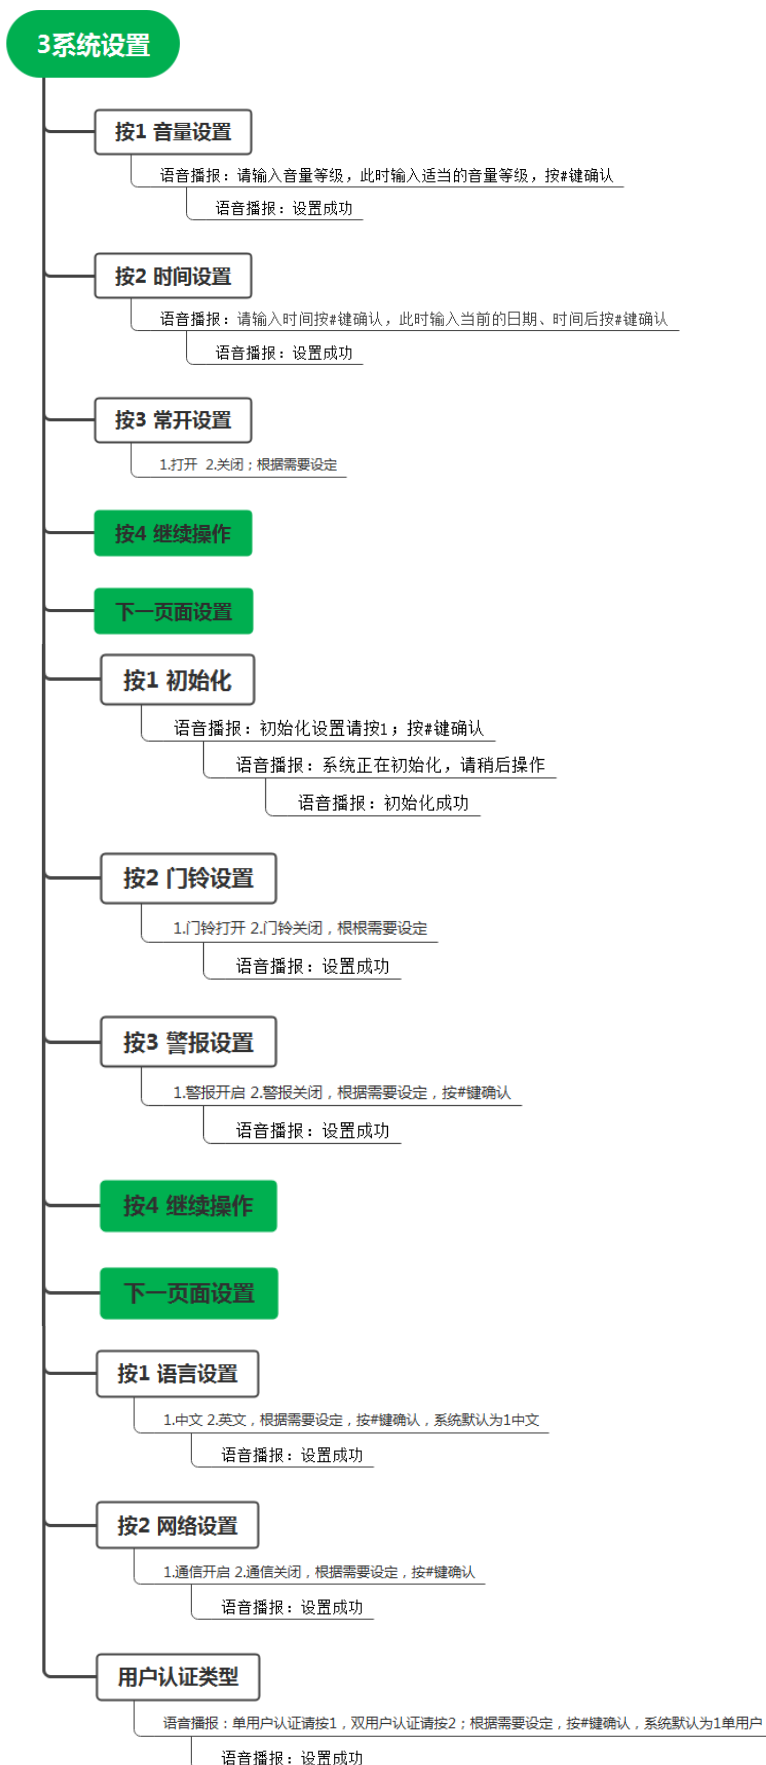 3系统设置
按1 音量设置
语音播报：请输入音量等级，此时输入适当的音量等级，按#键确认
语音播报：设置成功
按2 时间设置
语音播报：请输入时间按#键确认，此时输入当前的日期、时间后按#键确认
语音播报：设置成功
按3 常开设置
1.打开 2.关闭；根据需要设定
按4 继续操作
下一页面设置
按1 初始化
语音播报：初始化设置请按1；按#键确认
语音播报：系统正在初始化，请稍后操作
语音播报：初始化成功
按2 门铃设置
1.门铃打开 2.门铃关闭，根根需要设定
语音播报：设置成功
按3 警报设置
1.警报开启 2.警报关闭，根据需要设定，按#键确认
语音播报：设置成功
按4 继续操作
下一页面设置
按1 语言设置
1.中文 2.英文，根据需要设定，按#键确认，系统默认为1中文
语音播报：设置成功
按2 网络设置
1.通信开启 2.通信关闭，根据需要设定，按#键确认
语音播报：设置成功
用户认证类型
语音播报：单用户认证请按1，双用户认证请按2；根据需要设定，按#键确认，系统默认为1单用户
语音播报：设置成功